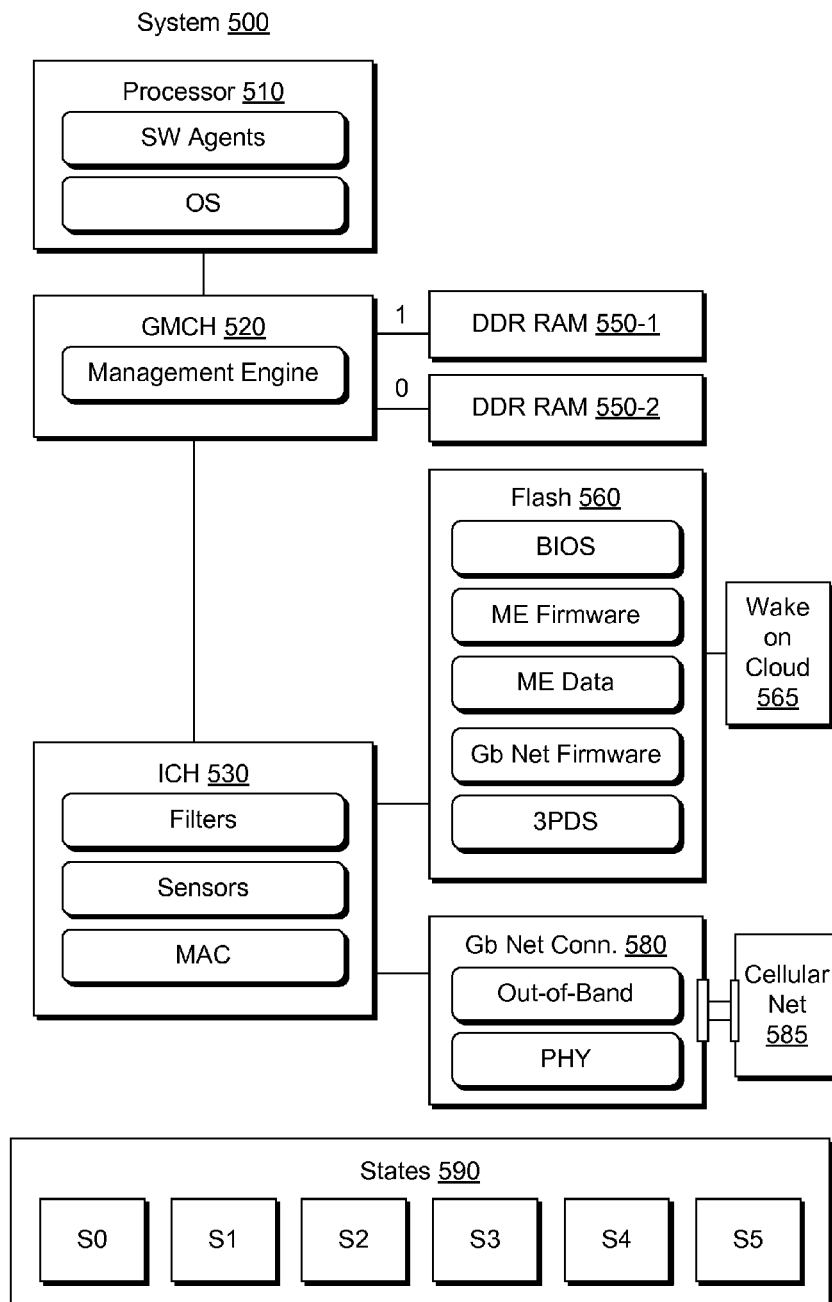 System 500
Processor 510
SW Agents
OS
GMCH 520
Management Engine
1
DDR RAM 550-1
0
DDR RAM 550-2
Flash 560
BIOS
ME Firmware
ME Data
Gb Net Firmware
3PDS
Wake
on
Cloud
565
ICH 530
Filters
Sensors
MAC
Gb Net Conn. 580
Out-of-Band
PHY
Cellular
Net
585
States 590
S0
S1
S2
S3
S4
S5